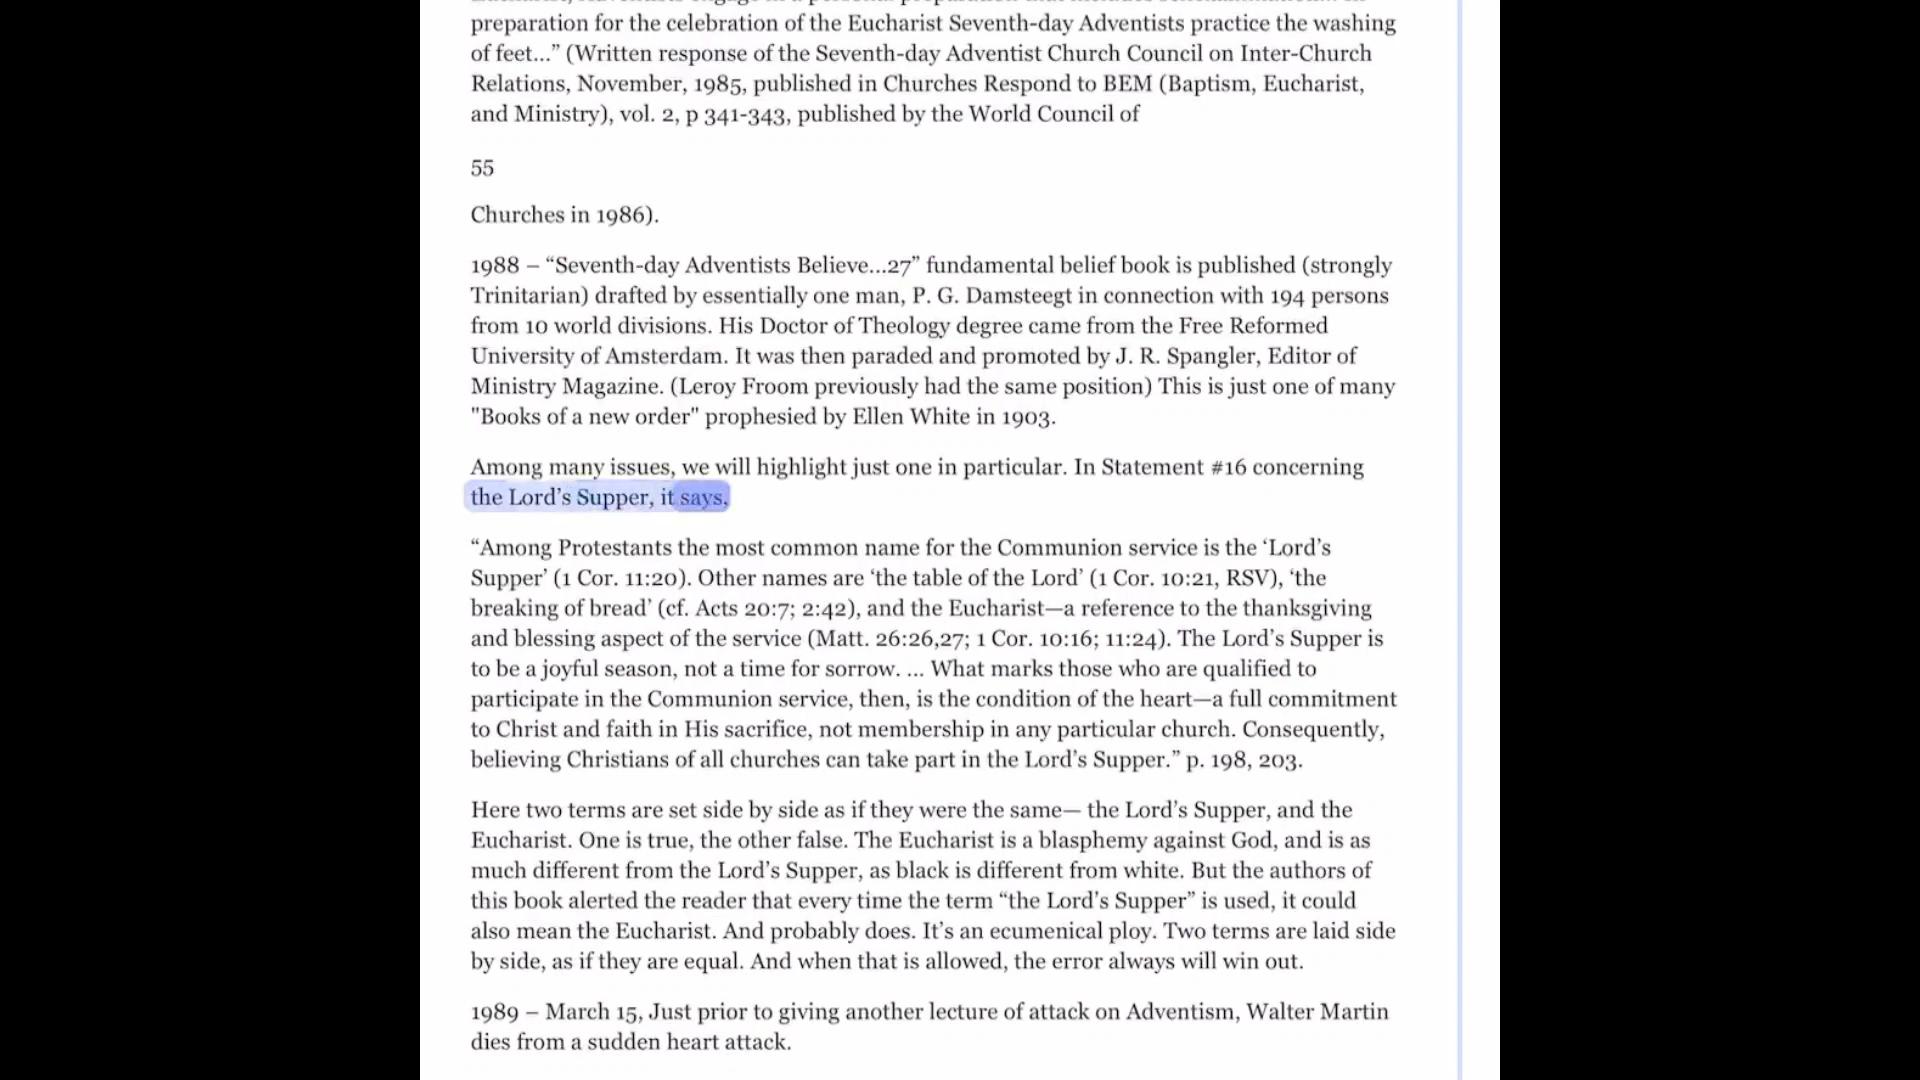 preparation for the celebration of the Eucharist Seventh-day Adventists practice the washing
of feet...” (Written response of the Seventh-day Adventist Church Council on Inter-Church
Relations, November, 1985, published in Churches Respond to BEM (Baptism, Eucharist,
and Ministry), vol. 2, p 341-343, published by the World Council of
55
Churches in 1986).
1988 – “Seventh-day Adventists Believe...27” fundamental belief book is published (strongly
Trinitarian) drafted by essentially one man, P. G. Damsteegt in connection with 194 persons
from 10 world divisions. His Doctor of Theology degree came from the Free Reformed
University of Amsterdam. It was then paraded and promoted by J. R. Spangler, Editor of
Ministry Magazine. (Leroy Froom previously had the same position) This is just one of many
"Books of a new order" prophesied by Ellen White in 1903.
Among many issues, we will highlight just one in particular. In Statement #16 concerning
the Lord’s Supper, it says,
“Among Protestants the most common name for the Communion service is the ‘Lord’s
Supper’ (1 Cor. 11:20). Other names are ‘the table of the Lord’ (1 Cor. 10:21, RSV), ‘the
breaking of bread’ (cf. Acts 20:7; 2:42), and the Eucharist—a reference to the thanksgiving
and blessing aspect of the service (Matt. 26:26,27; 1 Cor. 10:16; 11:24). The Lord’s Supper is
to be a joyful season, not a time for sorrow. ... What marks those who are qualified to
participate in the Communion service, then, is the condition of the heart—a full commitment
to Christ and faith in His sacrifice, not membership in any particular church. Consequently,
believing Christians of all churches can take part in the Lord’s Supper.” p. 198, 203.
Here two terms are set side by side as if they were the same— the Lord’s Supper, and the
Eucharist. One is true, the other false. The Eucharist is a blasphemy against God, and is as
much different from the Lord’s Supper, as black is different from white. But the authors of
this book alerted the reader that every time the term “the Lord’s Supper” is used, it could
also mean the Eucharist. And probably does. It’s an ecumenical ploy. Two terms are laid side
by side, as if they are equal. And when that is allowed, the error always will win out.
1989 – March 15, Just prior to giving another lecture of attack on Adventism, Walter Martin
dies from a sudden heart attack.